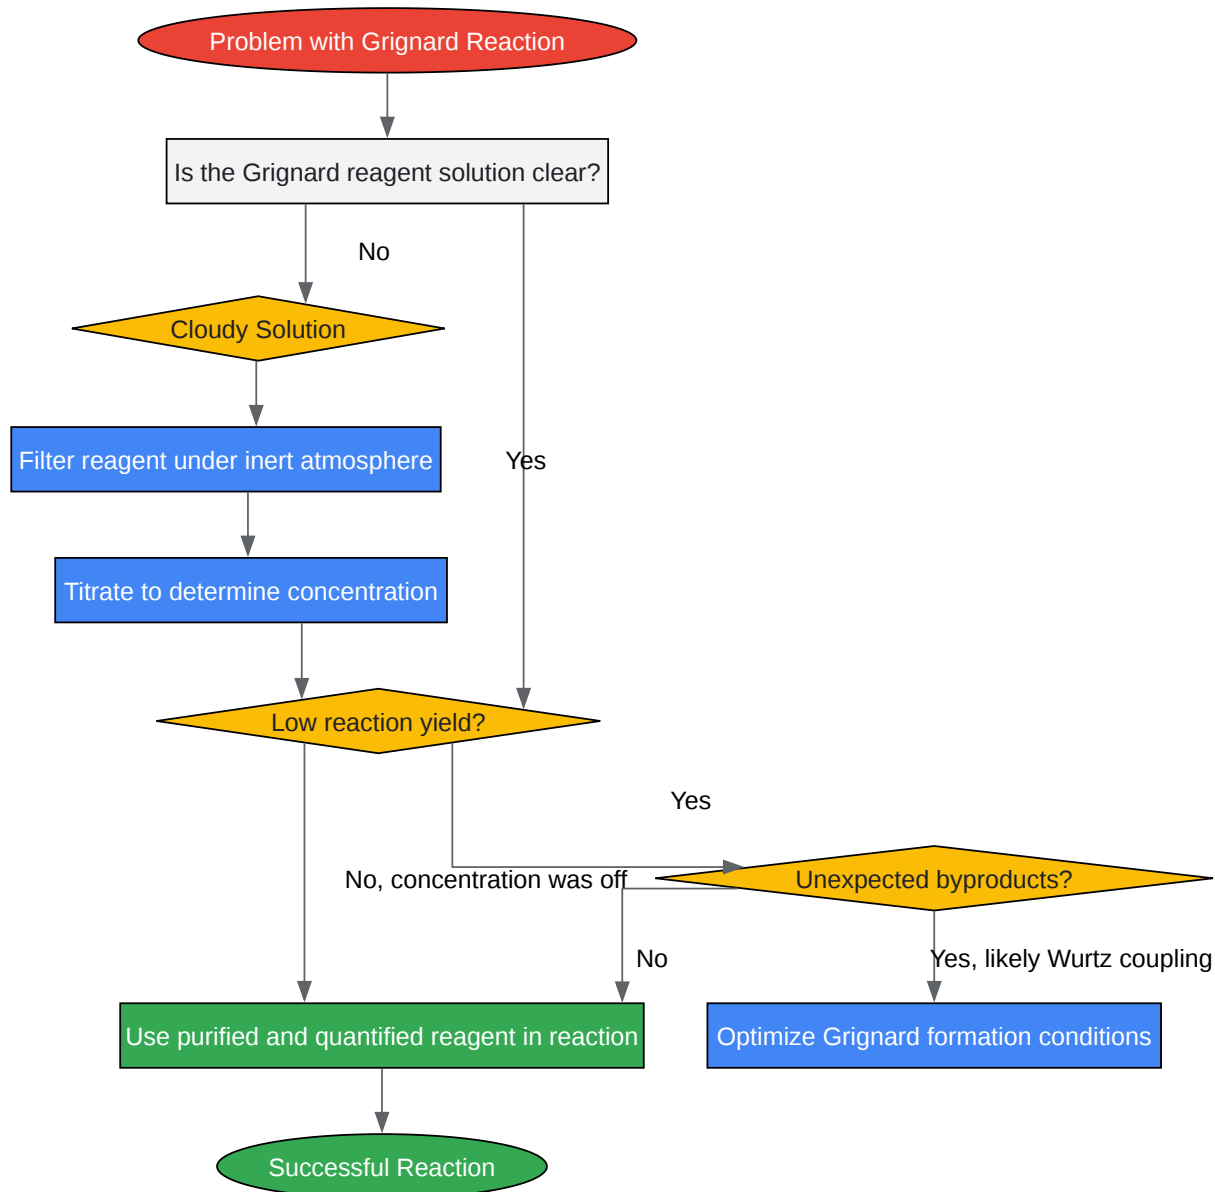 Problem with Grignard Reaction
Is the Grignard reagent solution clear?
No
Cloudy Solution
Filter reagent under inert atmosphere
Yes
Titrate to determine concentration
Low reaction yield?
Yes
No, concentration was off
Unexpected byproducts?
No
Yes, likely Wurtz coupling
Use purified and quantified reagent in reaction
Optimize Grignard formation conditions
Successful Reaction